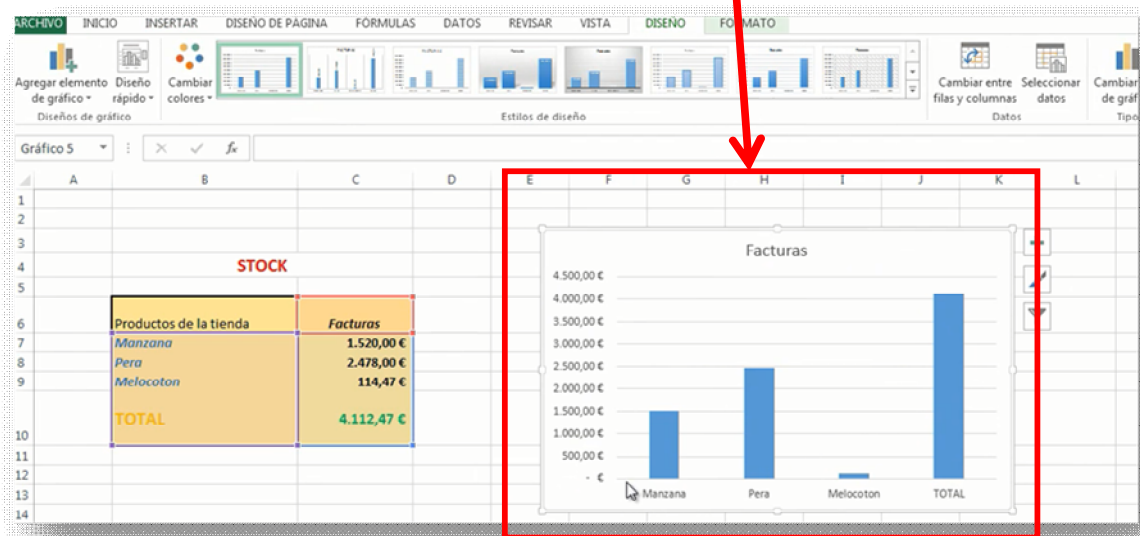 ARCHIVO INICIO INSERTAR DISEÑO DE PÁGINA FÓRMULAS DATOS REVISAR VISTA DISEÑO FORMATO
Agregar elemento de gráfico
Diseño rápido
Cambiar colores
Cambiar entre filas y columnas
Seleccionar datos
Cambiar
de gráf
Diseños de gráfico
Estilos de diseño
Datos
Tipo
Gráfico 5
fx
A B C D E F G H I J K L
1
2
3
4 STOCK
5
6 Productos de la tienda Facturas
7 Manzana 1.520,00 €
8 Pera 2.478,00 €
9 Melocoton 114,47 €
10 TOTAL 4.112,47 €
11
12
13
14
Facturas
4.500,00 €
4.000,00 €
3.500,00 €
3.000,00 €
2.500,00 €
2.000,00 €
1.500,00 €
1.000,00 €
500,00 €
- €
Manzana Pera Melocoton TOTAL